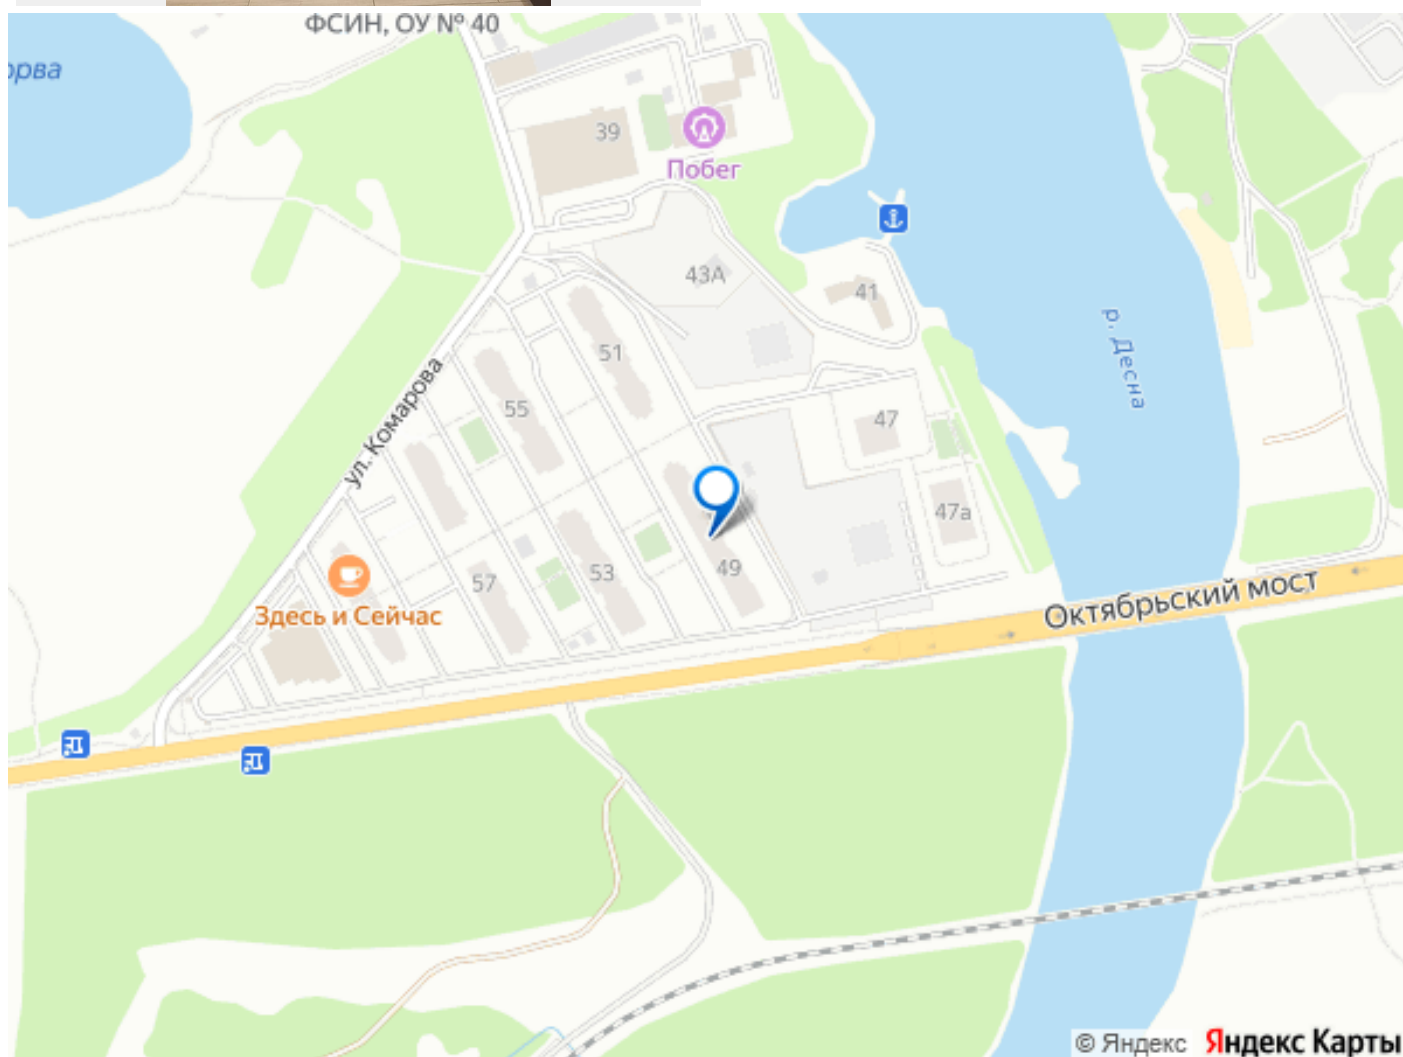 ФСИН, ОУ № 40
орва
39
Побег
43А
41
51
р. Десна
ул. Комарова
55
47
47а
49
53
57
Здесь и Сейчас
Октябрьский мост
© Яндекс Яндекс Карты